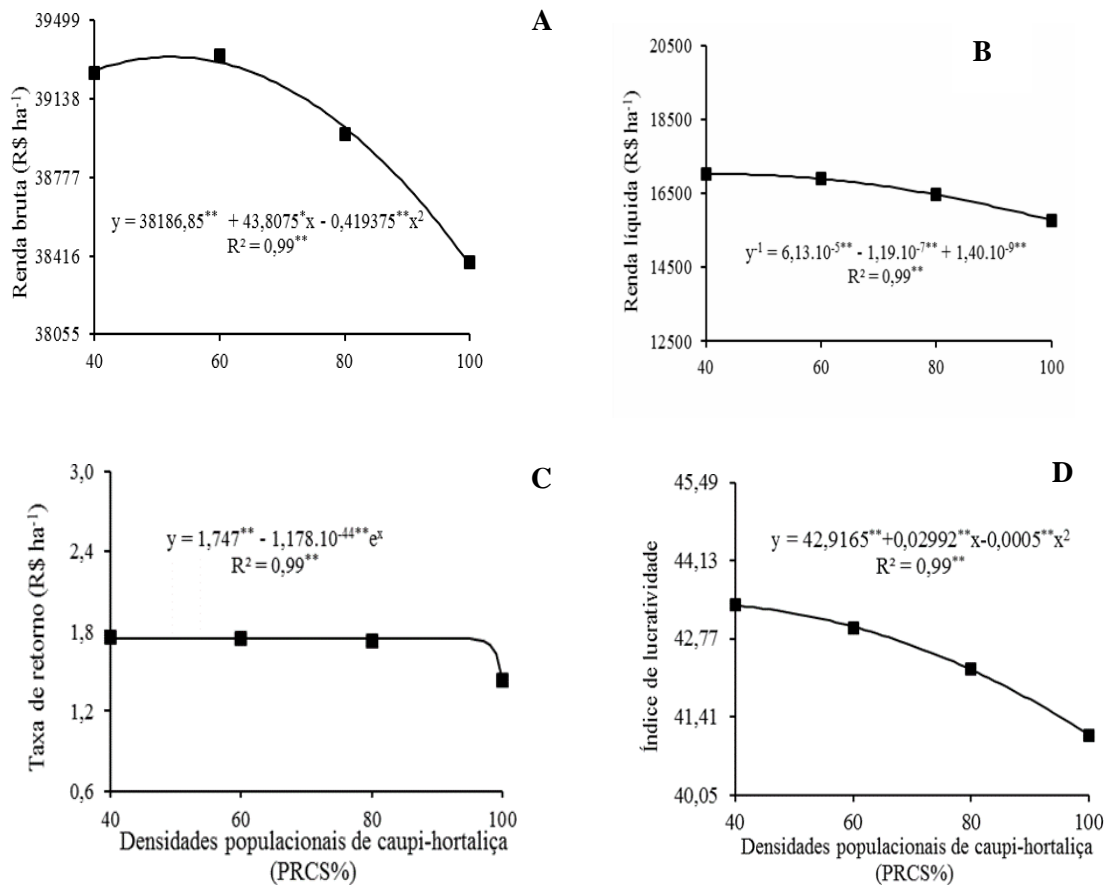 A
Renda bruta (R$ ha⁻¹)
39499
39138
38777
38416
38055
y = 38186,85** + 43,8075*x - 0,419375**x²
R² = 0,99**
40 60 80 100
B
Renda líquida (R$ ha⁻¹)
20500
18500
16500
14500
12500
y⁻¹ = 6,13.10⁻⁵** - 1,19.10⁻⁷** + 1,40.10⁻⁹**
R² = 0,99**
40 60 80 100
C
Taxa de retorno (R$ ha⁻¹)
3,0
2,4
1,8
1,2
0,6
y = 1,747** - 1,178.10⁻⁴⁴**eˣ
R² = 0,99**
40 60 80 100
Densidades populacionais de caupi-hortaliça
(PRCS%)
D
Índice de lucratividade
45,49
44,13
42,77
41,41
40,05
y = 42,9165**+0,02992**x-0,0005**x²
R² = 0,99**
40 60 80 100
Densidades populacionais de caupi-hortaliça
(PRCS%)